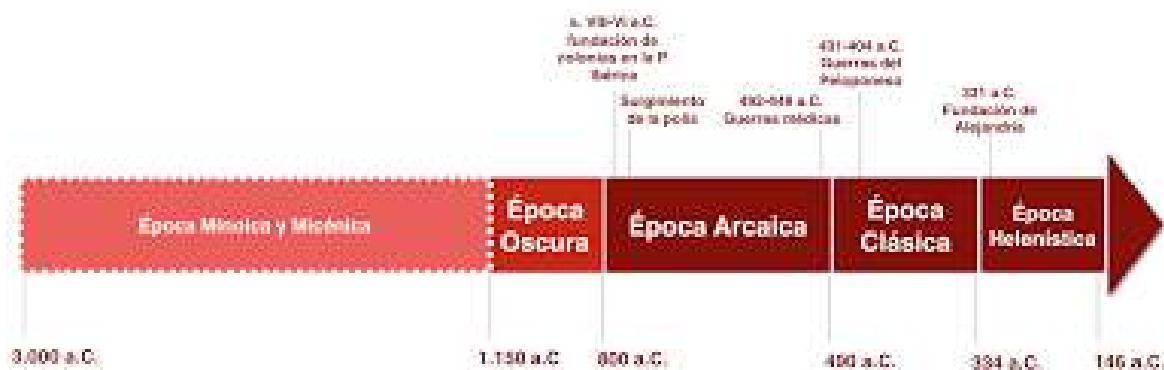 s. VIII-VI a.C.
fundación de
colonias en la P.
Ibérica
Surgimiento
de la polis
Guerras médicas
431-404 a.C.
Guerras del
Peloponeso
331 a.C.
Fundación de
Alejandría
Época Minoica y Micénica
Época
Oscura
Época Arcaica
Época
Clásica
Época
Helenística
3.000 a.C.
1.150 a.C.
800 a.C.
490 a.C.
334 a.C.
146 a.C.